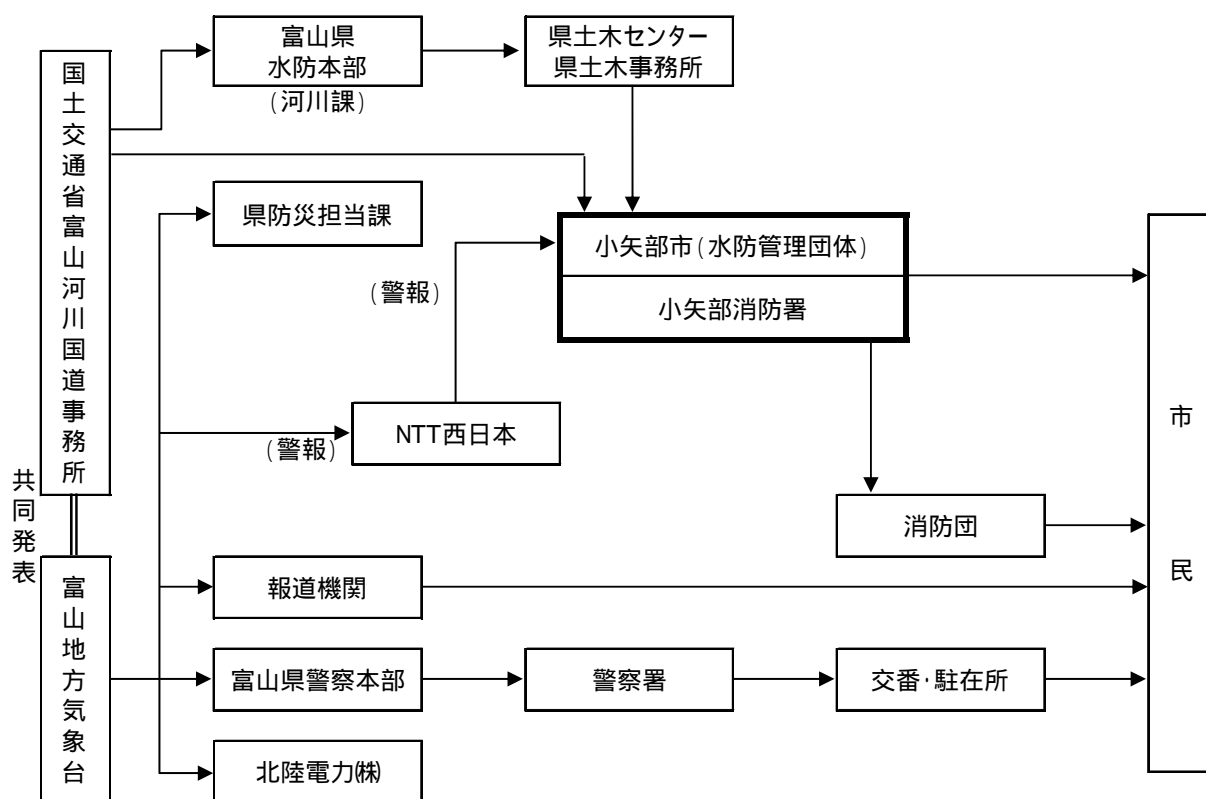 富山県
水防本部
(河川課)
県土木センター
県土木事務所
国土交通省富山河川国道事務所
県防災担当課
小矢部市(水防管理団体)
小矢部消防署
(警報)
NTT西日本
(警報)
市民
共同発表
消防団
富山地方気象台
報道機関
富山県警察本部
警察署
交番・駐在所
北陸電力㈱